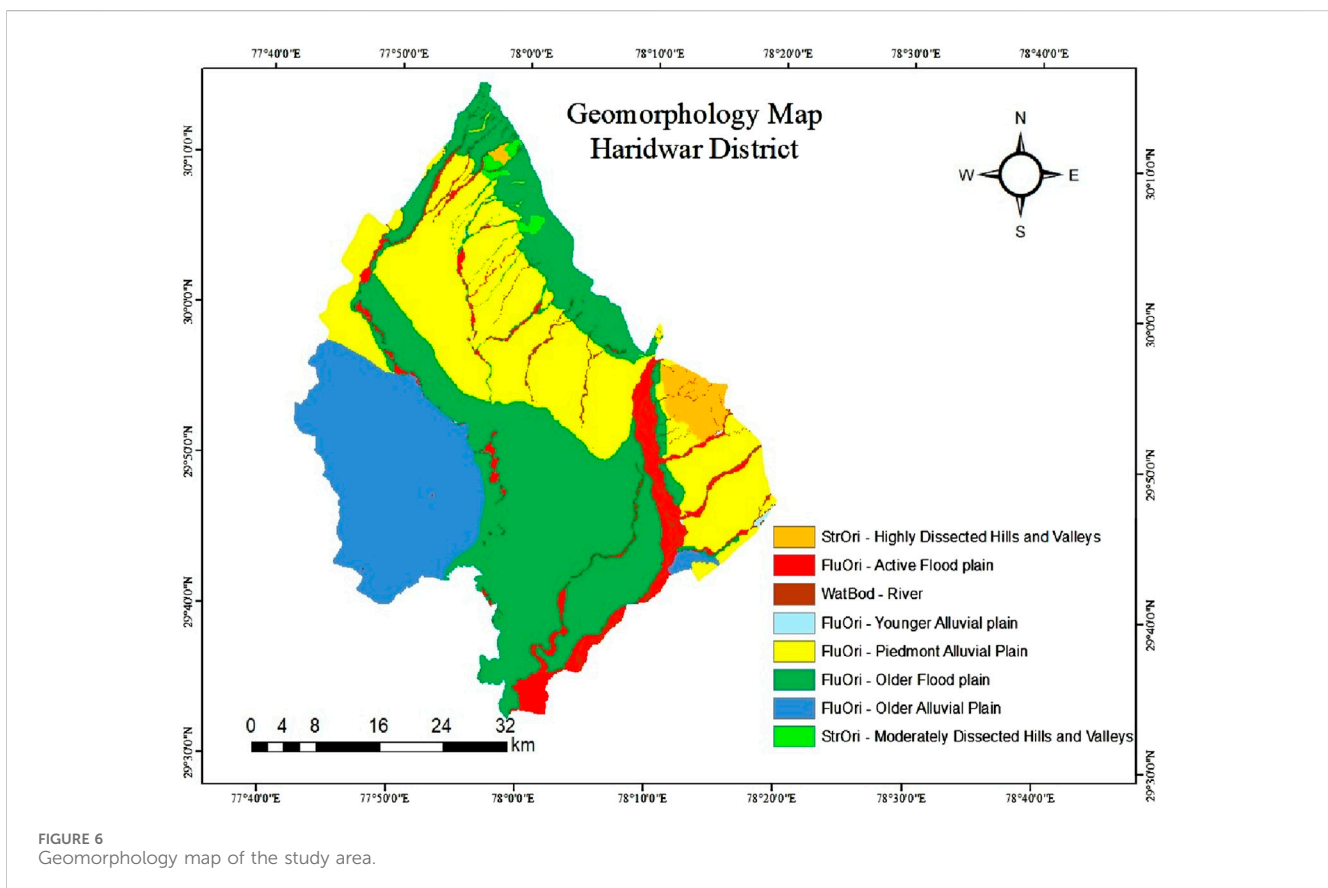 77°40'0"E 77°50'0"E 78°0'0"E 78°10'0"E 78°20'0"E 78°30'0"E 78°40'0"E
Geomorphology Map
Haridwar District
N
W E
S
30°10'0"N
30°0'0"N
29°50'0"N
29°40'0"N
29°30'0"N
30°10'0"N
30°0'0"N
29°50'0"N
29°40'0"N
29°30'0"N
StrOri - Highly Dissected Hills and Valleys
FluOri - Active Flood plain
WatBod - River
FluOri - Younger Alluvial plain
FluOri - Piedmont Alluvial Plain
FluOri - Older Flood plain
FluOri - Older Alluvial Plain
StrOri - Moderately Dissected Hills and Valleys
0 4 8 16 24 32
km
77°40'0"E 77°50'0"E 78°0'0"E 78°10'0"E 78°20'0"E 78°30'0"E 78°40'0"E
FIGURE 6
Geomorphology map of the study area.